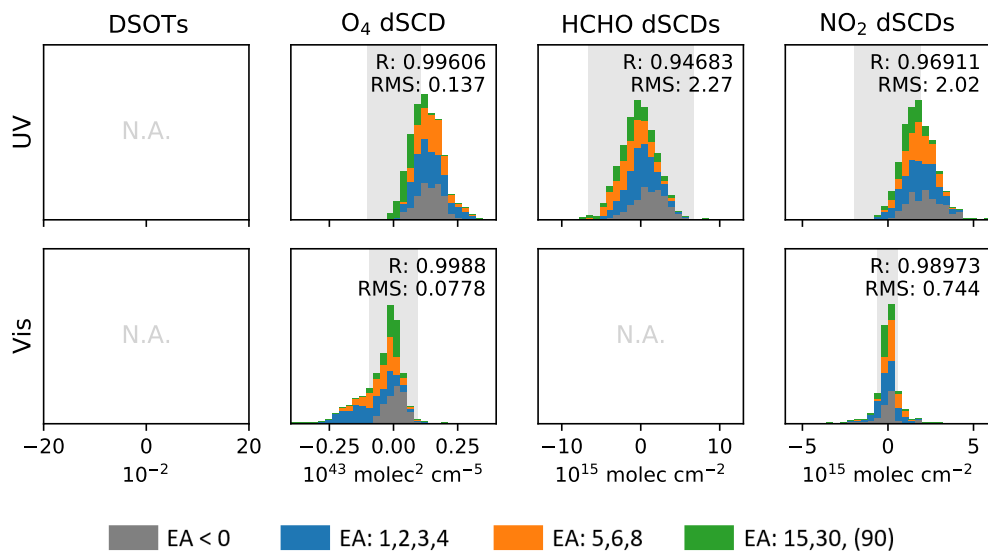 DSOTs
O₄ dSCD
HCHO dSCDs
NO₂ dSCDs
UV
N.A.
R: 0.99606
RMS: 0.137
R: 0.94683
RMS: 2.27
R: 0.96911
RMS: 2.02
Vis
N.A.
R: 0.9988
RMS: 0.0778
N.A.
R: 0.98973
RMS: 0.744
−20 0 20
10⁻²
−0.25 0.00 0.25
10⁴³ molec² cm⁻⁵
−10 0 10
10¹⁵ molec cm⁻²
−5 0 5
10¹⁵ molec cm⁻²
EA < 0
EA: 1,2,3,4
EA: 5,6,8
EA: 15,30, (90)